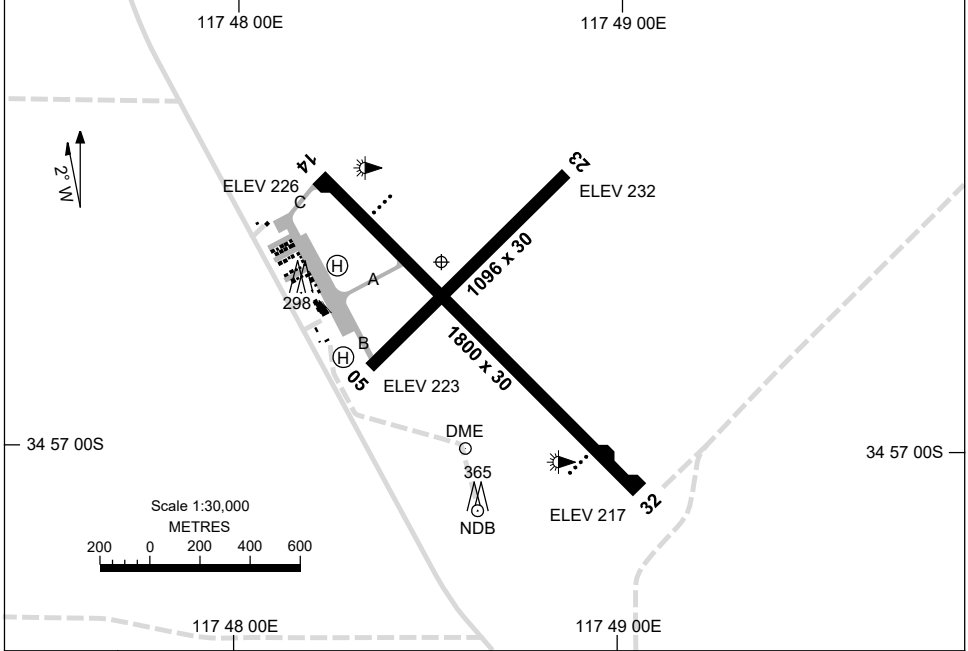 117 48 00E
117 49 00E
2° W
14
23
ELEV 226
ELEV 232
C
H
A
1096 x 30
298
B
1800 x 30
H
05
ELEV 223
34 57 00S
DME
34 57 00S
365
NDB
ELEV 217
32
Scale 1:30,000
METRES
200 0 200 400 600
117 48 00E
117 49 00E